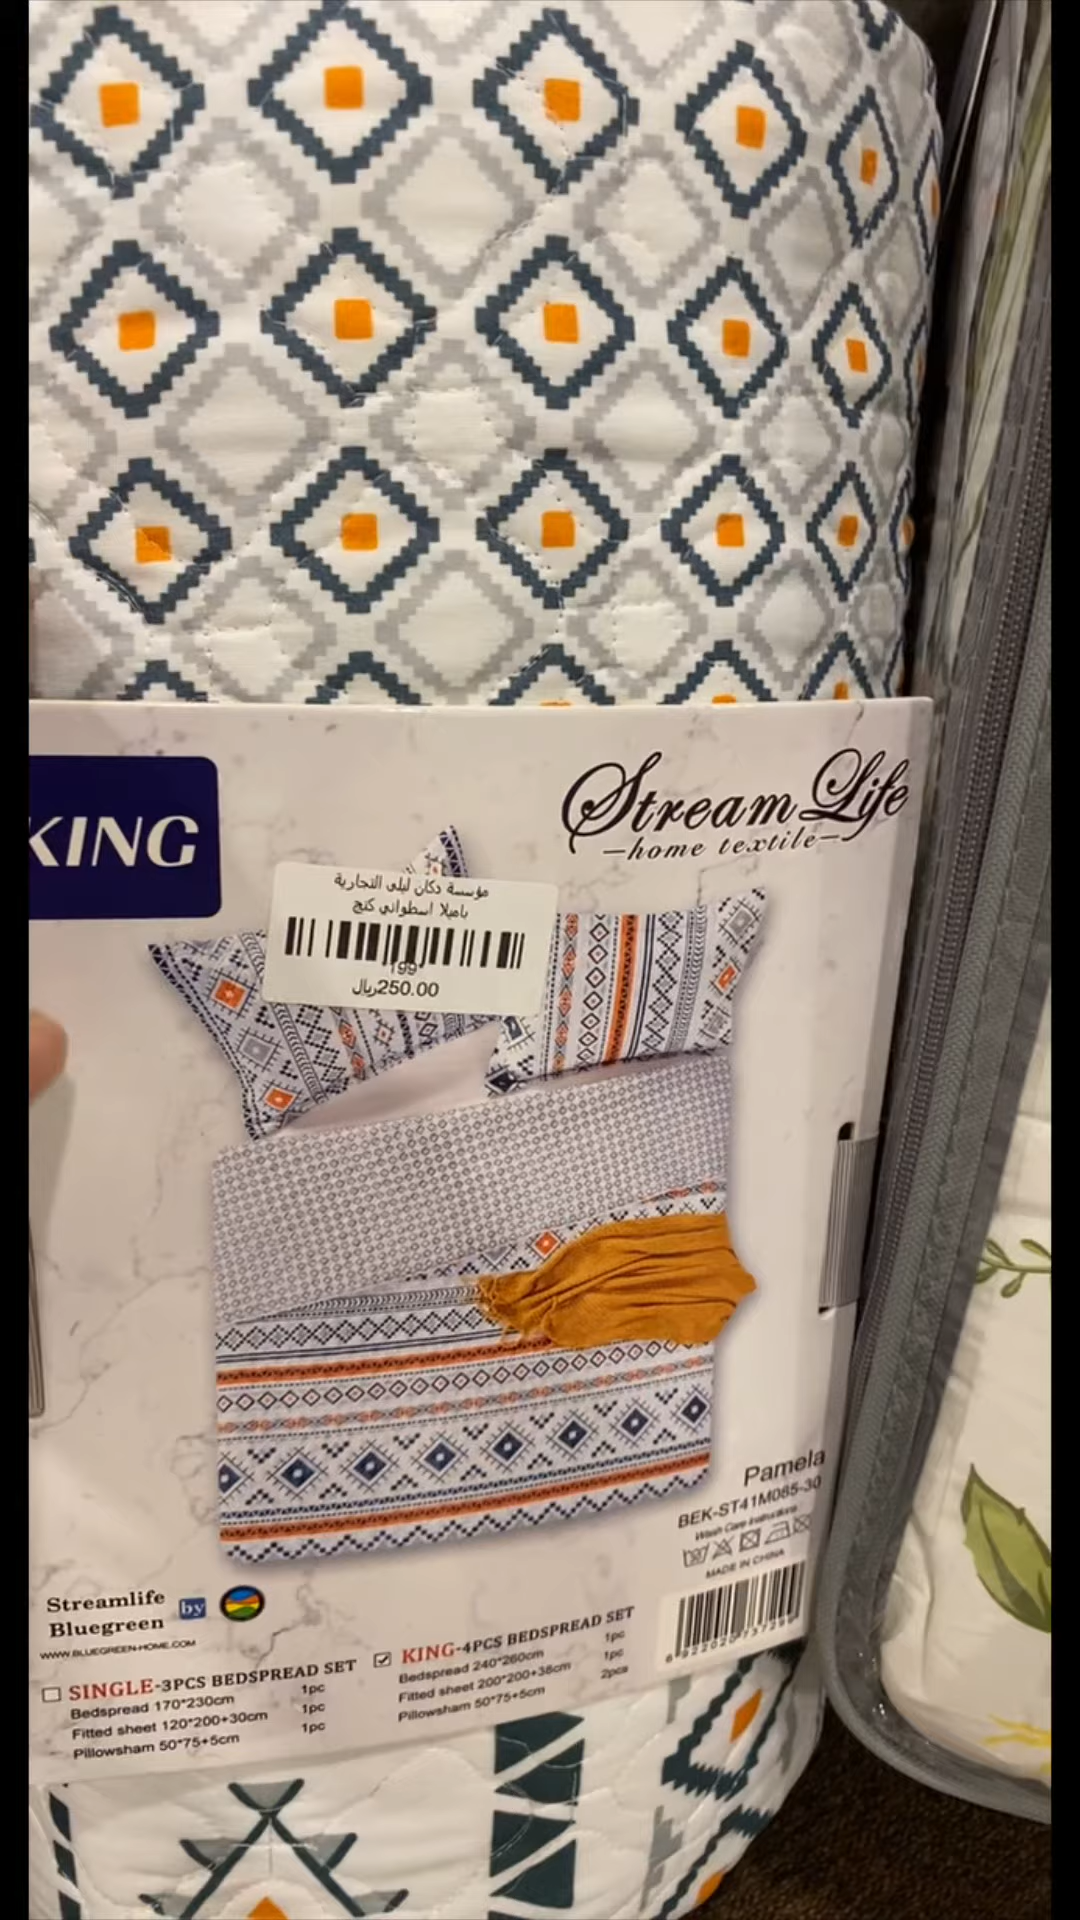 KING
Stream Life
-home textile-
مؤسسة دكان ليلى التجارية
باميلا اسطواني كنج
199
250.00ريال
Pamela
BEK-ST41M085-30
Wash Care Instructions
MADE IN CHINA
Streamlife by
Bluegreen
WWW.BLUEGREEN-HOME.COM
SINGLE-3PCS BEDSPREAD SET
Bedspread 170*230cm 1pc
Fitted sheet 120*200+30cm 1pc
Pillowsham 50*75+5cm 1pc
KING-4PCS BEDSPREAD SET
Bedspread 240*260cm 1pc
Fitted sheet 200*200+38cm 1pc
Pillowsham 50*75+5cm 2pcs